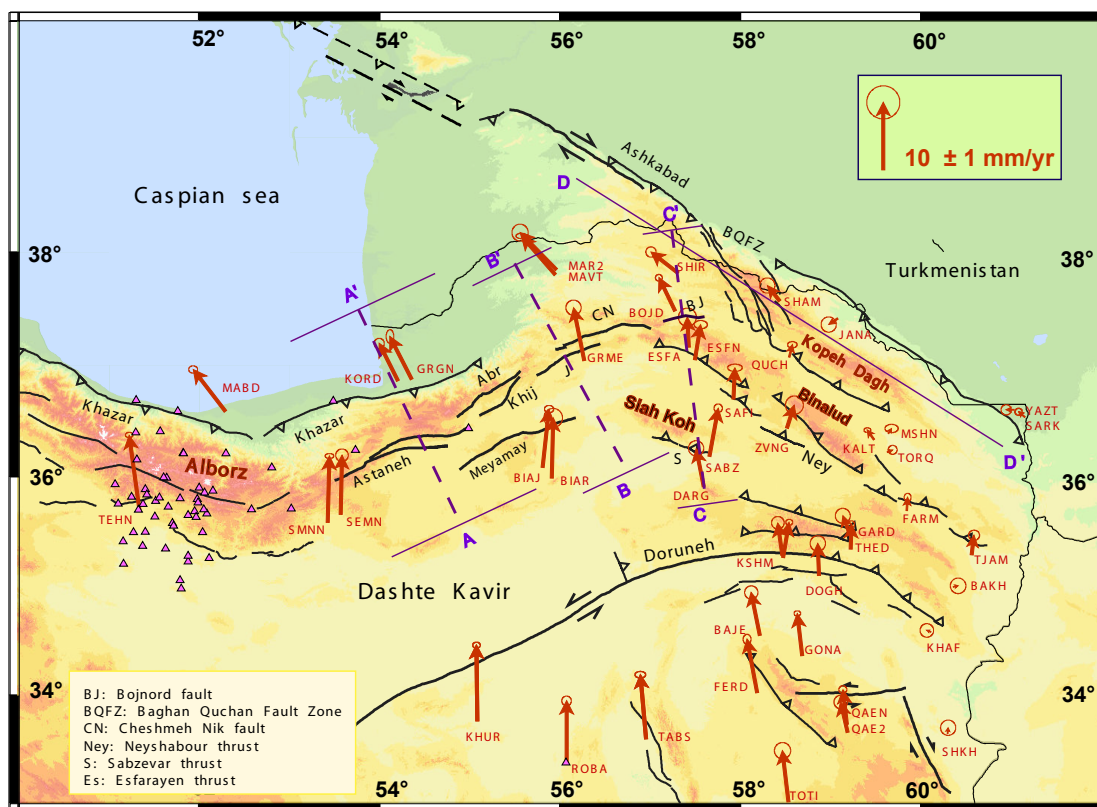 52°
54°
56°
58°
60°
10 ± 1 mm/yr
Ashkabad
Caspian sea
D
C'
BQFZ
38°
38°
B'
MAR2
MAVT
SHIR
Turkmenistan
A'
SHAM
BOJD
BJ
CN
JANA
GRGN
KORD
GRME
ESFA
ESFN
QUCH
Kopeh Dagh
MABD
Abr
Khij
J
Khazar
Khazar
Siah Koh
SAFI
Binalud
YAZT
SARK
MSHN
ZVNG
KALT
TORQ
Ney
D'
Alborz
Astaneh
Meyamay
S
SABZ
36°
36°
BIAJ
BIAR
B
DARG
C
TEHN
SMNN
SEMN
A
FARM
GARD
THED
TJAM
Doruneh
KSHM
DOGH
BAKH
Dashte Kavir
BAJE
GONA
KHAF
FERD
34°
34°
BJ: Bojnord fault
BQFZ: Baghan Quchan Fault Zone
CN: Cheshmeh Nik fault
Ney: Neyshabour thrust
S: Sabzevar thrust
Es: Esfarayen thrust
KHUR
TABS
QAEN
QAE2
SHKH
ROBA
TOTI
52°
54°
56°
58°
60°